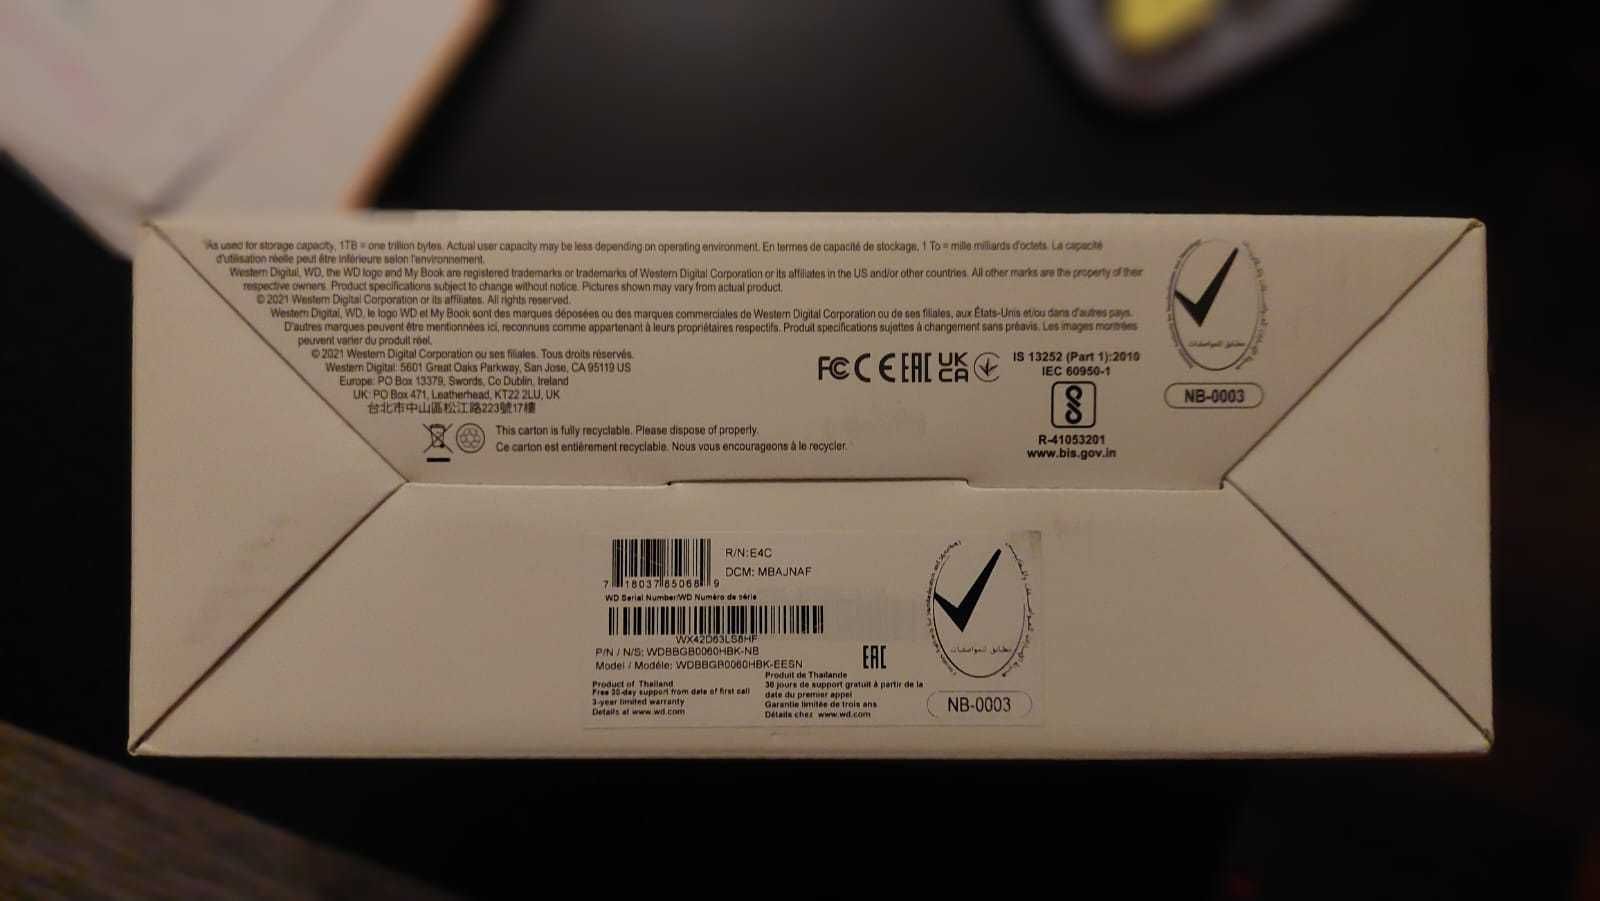 ¹As used for storage capacity, 1TB = one trillion bytes. Actual user capacity may be less depending on operating environment. En termes de capacité de stockage, 1 To = mille milliards d'octets. La capacité
d'utilisation réelle peut être inférieure selon l'environnement.
Western Digital, WD, the WD logo and My Book are registered trademarks or trademarks of Western Digital Corporation or its affiliates in the US and/or other countries. All other marks are the property of their
respective owners. Product specifications subject to change without notice. Pictures shown may vary from actual product.
© 2021 Western Digital Corporation or its affiliates. All rights reserved.
Western Digital, WD, le logo WD et My Book sont des marques déposées ou des marques commerciales de Western Digital Corporation ou de ses filiales, aux États-Unis et/ou dans d'autres pays.
D'autres marques peuvent être mentionnées ici, reconnues comme appartenant à leurs propriétaires respectifs. Produit specifications sujettes à changement sans préavis. Les images montrées
peuvent varier du produit réel.
© 2021 Western Digital Corporation ou ses filiales. Tous droits réservés.
Western Digital: 5601 Great Oaks Parkway, San Jose, CA 95119 US
Europe: PO Box 13379, Swords, Co Dublin, Ireland
UK: PO Box 471, Leatherhead, KT22 2LU, UK
台北市中山區松江路223號17樓
This carton is fully recyclable. Please dispose of properly.
Ce carton est entièrement recyclable. Nous vous encourageons à le recycler.
FC CE EAC UK CA
IS 13252 (Part 1):2010
IEC 60950-1
R-41053201
www.bis.gov.in
مطابق للمواصفات
NB-0003
R/N:E4C
DCM: MBAJNAF
7 18037 85068 9
WD Serial Number/WD Numéro de série
WX42D63LS8HF
P/N / N/S: WDBBGB0060HBK-NB
Model / Modèle: WDBBGB0060HBK-EESN
EAC
Product of Thailand
Free 30-day support from date of first call
3-year limited warranty
Details at www.wd.com
Produit de Thaïlande
30 jours de support gratuit à partir de la
date du premier appel
Garantie limitée de trois ans
Détails chez www.wd.com
مطابق للمواصفات
NB-0003